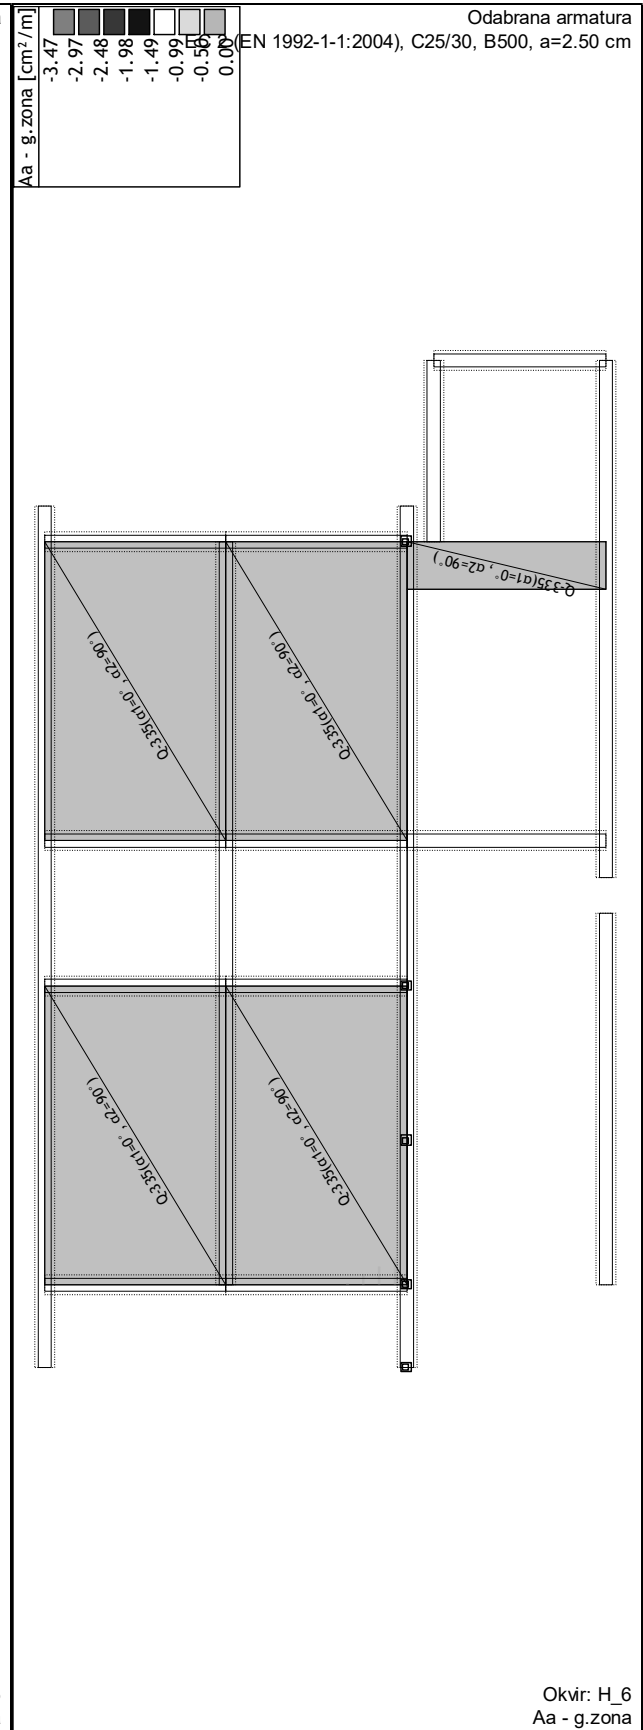 Odabrana armatura
EC 2 (EN 1992-1-1:2004), C25/30, B500, a=2.50 cm
Aa - g.zona [cm²/m]
-3.47
-2.97
-2.48
-1.98
-1.49
-0.99
-0.50
0.00
Q-335(α1=0°, α2=90°)
Q-335(α1=0°, α2=90°)
Q-335(α1=0°, α2=90°)
Q-335(α1=0°, α2=90°)
Q-335(α1=0°, α2=90°)
Okvir: H_6
Aa - g.zona